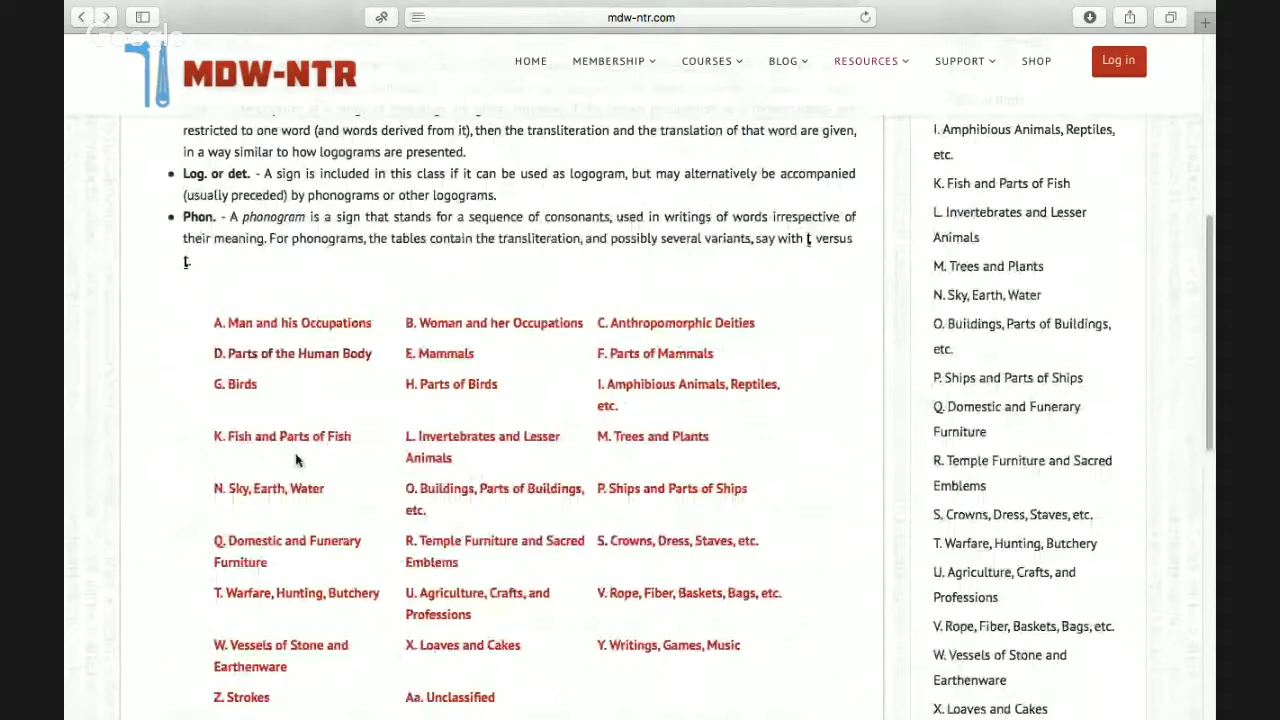 mdw-ntr.com
Google
MDW-NTR
HOME
MEMBERSHIP
COURSES
BLOG
RESOURCES
SUPPORT
SHOP
Log in
restricted to one word (and words derived from it), then the transliteration and the translation of that word are given,
in a way similar to how logograms are presented.
• Log. or det. - A sign is included in this class if it can be used as logogram, but may alternatively be accompanied
(usually preceded) by phonograms or other logograms.
• Phon. - A phonogram is a sign that stands for a sequence of consonants, used in writings of words irrespective of
their meaning. For phonograms, the tables contain the transliteration, and possibly several variants, say with ṯ versus
ṯ.
A. Man and his Occupations
B. Woman and her Occupations
C. Anthropomorphic Deities
D. Parts of the Human Body
E. Mammals
F. Parts of Mammals
G. Birds
H. Parts of Birds
I. Amphibious Animals, Reptiles,
etc.
K. Fish and Parts of Fish
L. Invertebrates and Lesser
Animals
M. Trees and Plants
N. Sky, Earth, Water
O. Buildings, Parts of Buildings,
etc.
P. Ships and Parts of Ships
Q. Domestic and Funerary
Furniture
R. Temple Furniture and Sacred
Emblems
S. Crowns, Dress, Staves, etc.
T. Warfare, Hunting, Butchery
U. Agriculture, Crafts, and
Professions
V. Rope, Fiber, Baskets, Bags, etc.
W. Vessels of Stone and
Earthenware
X. Loaves and Cakes
Y. Writings, Games, Music
Z. Strokes
Aa. Unclassified
I. Amphibious Animals, Reptiles,
etc.
K. Fish and Parts of Fish
L. Invertebrates and Lesser
Animals
M. Trees and Plants
N. Sky, Earth, Water
O. Buildings, Parts of Buildings,
etc.
P. Ships and Parts of Ships
Q. Domestic and Funerary
Furniture
R. Temple Furniture and Sacred
Emblems
S. Crowns, Dress, Staves, etc.
T. Warfare, Hunting, Butchery
U. Agriculture, Crafts, and
Professions
V. Rope, Fiber, Baskets, Bags, etc.
W. Vessels of Stone and
Earthenware
X. Loaves and Cakes